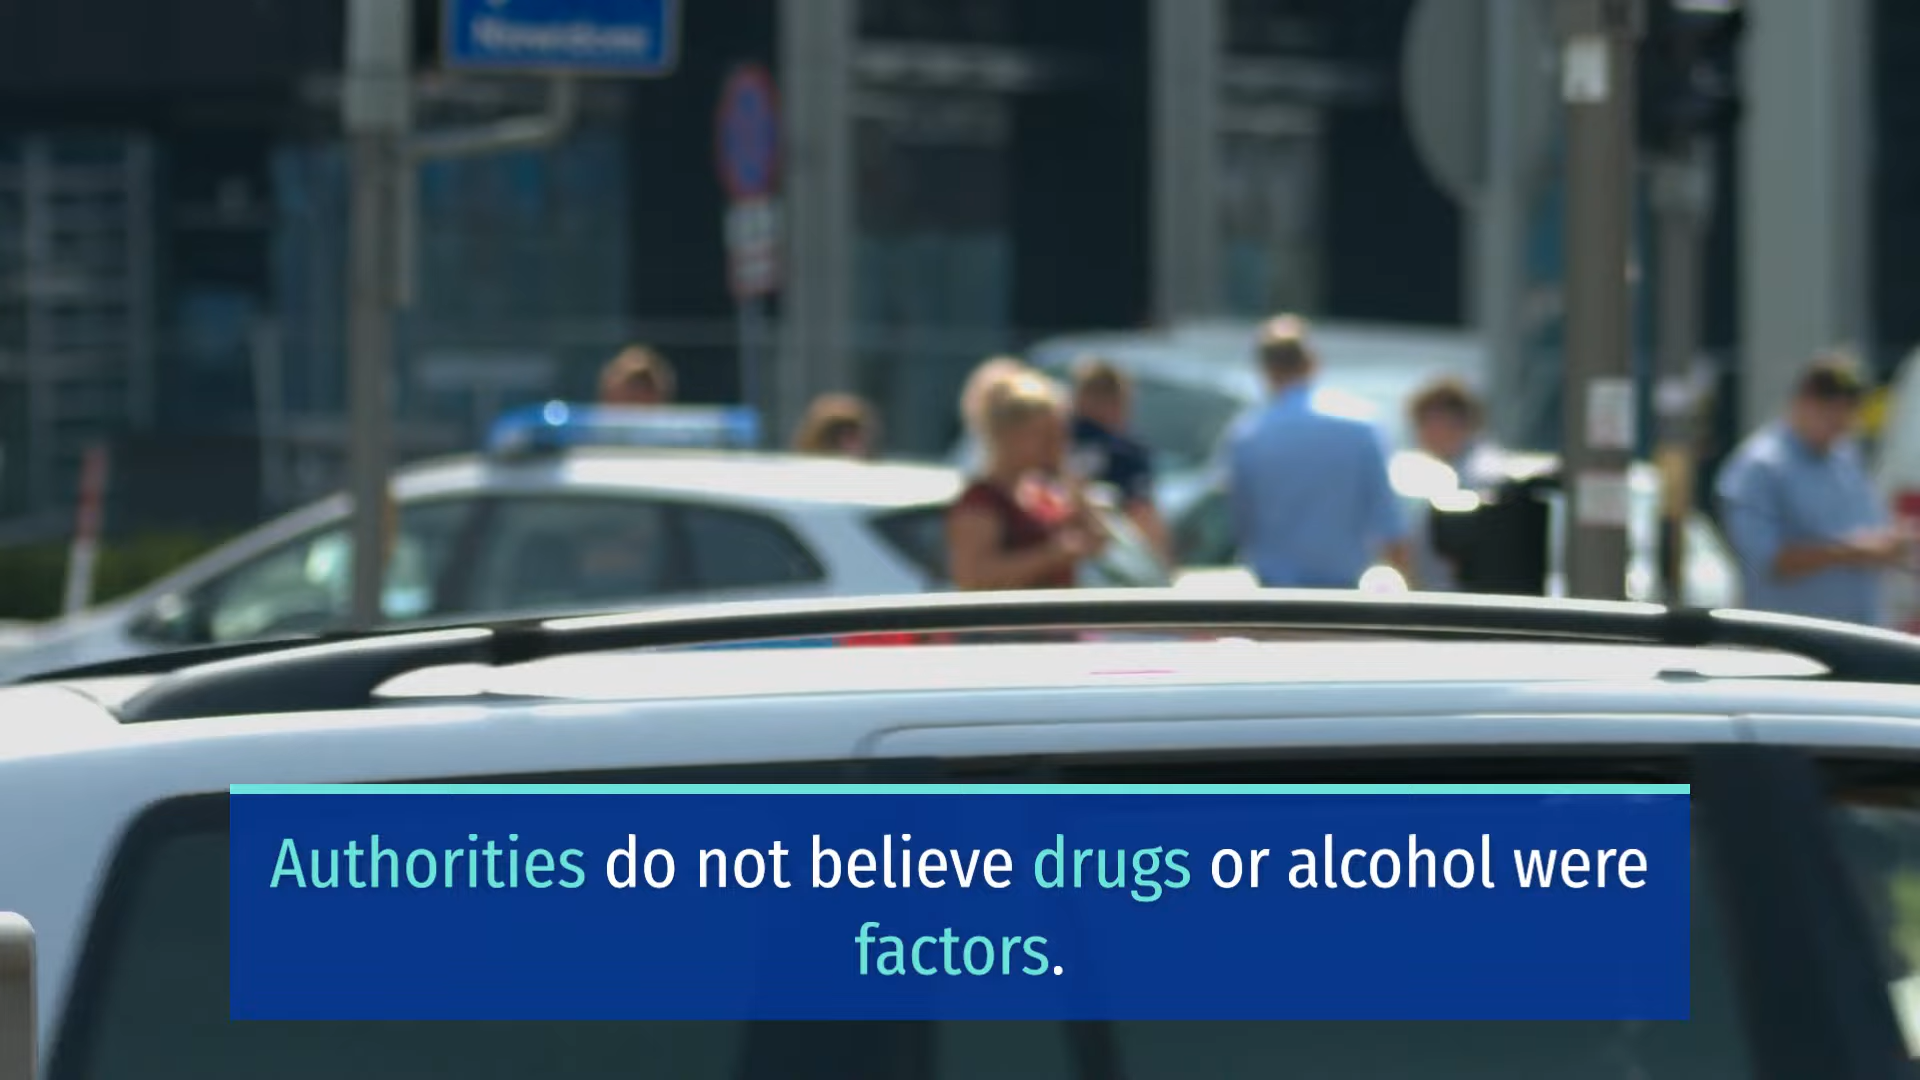 Authorities do not believe drugs or alcohol were
factors.